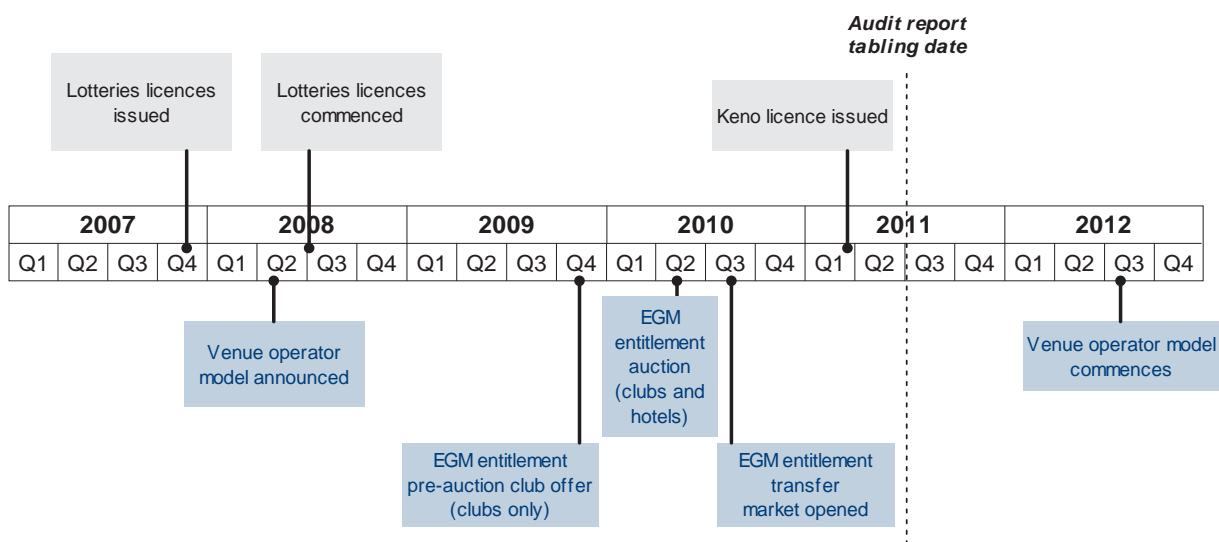 Audit report
tabling date
Lotteries licences
issued
Lotteries licences
commenced
Keno licence issued
2007 2008 2009 2010 2011 2012
Q1 Q2 Q3 Q4 Q1 Q2 Q3 Q4 Q1 Q2 Q3 Q4 Q1 Q2 Q3 Q4 Q1 Q2 Q3 Q4 Q1 Q2 Q3 Q4
Venue operator
model announced
EGM
entitlement
auction
(clubs and
hotels)
Venue operator model
commences
EGM entitlement
pre-auction club offer
(clubs only)
EGM entitlement
transfer
market opened